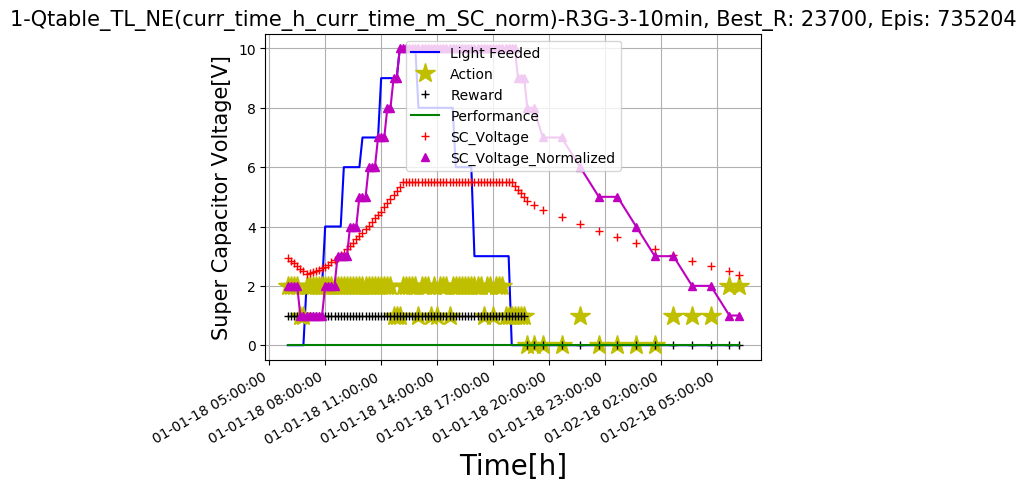 1-Qtable_TL_NE(curr_time_h_curr_time_m_SC_norm)-R3G-3-10min, Best_R: 23700, Epis: 735204
Super Capacitor Voltage[V]
10
8
6
4
2
0
Light Feeded
Action
Reward
Performance
SC_Voltage
SC_Voltage_Normalized
01-01-18 05:00:00
01-01-18 08:00:00
01-01-18 11:00:00
01-01-18 14:00:00
01-01-18 17:00:00
01-01-18 20:00:00
01-01-18 23:00:00
01-02-18 02:00:00
01-02-18 05:00:00
Time[h]